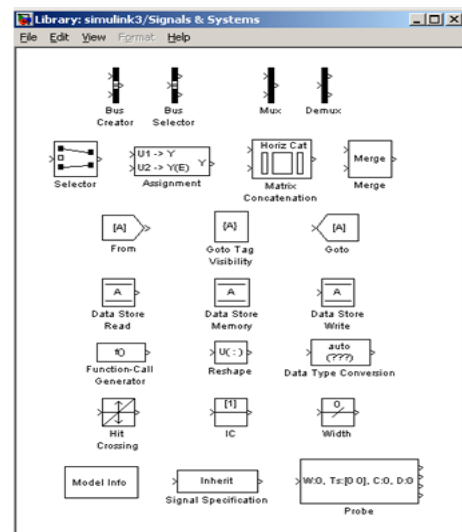 Library: simulink3/Signals & Systems
File Edit View Format Help
Bus Creator
Bus Selector
Mux
Demux
Selector
U1 -> Y
U2 -> Y(E)
Y
Assignment
Horiz Cat
Matrix Concatenation
Merge
Merge
[A]
From
{A}
Goto Tag Visibility
[A]
Goto
A
Data Store Read
A
Data Store Memory
A
Data Store Write
f()
Function-Call Generator
U( : )
Reshape
auto
(???)
Data Type Conversion
Hit Crossing
[1]
IC
0
Width
Model Info
Inherit
Signal Specification
W:0, Ts:[0 0], C:0, D:0
Probe